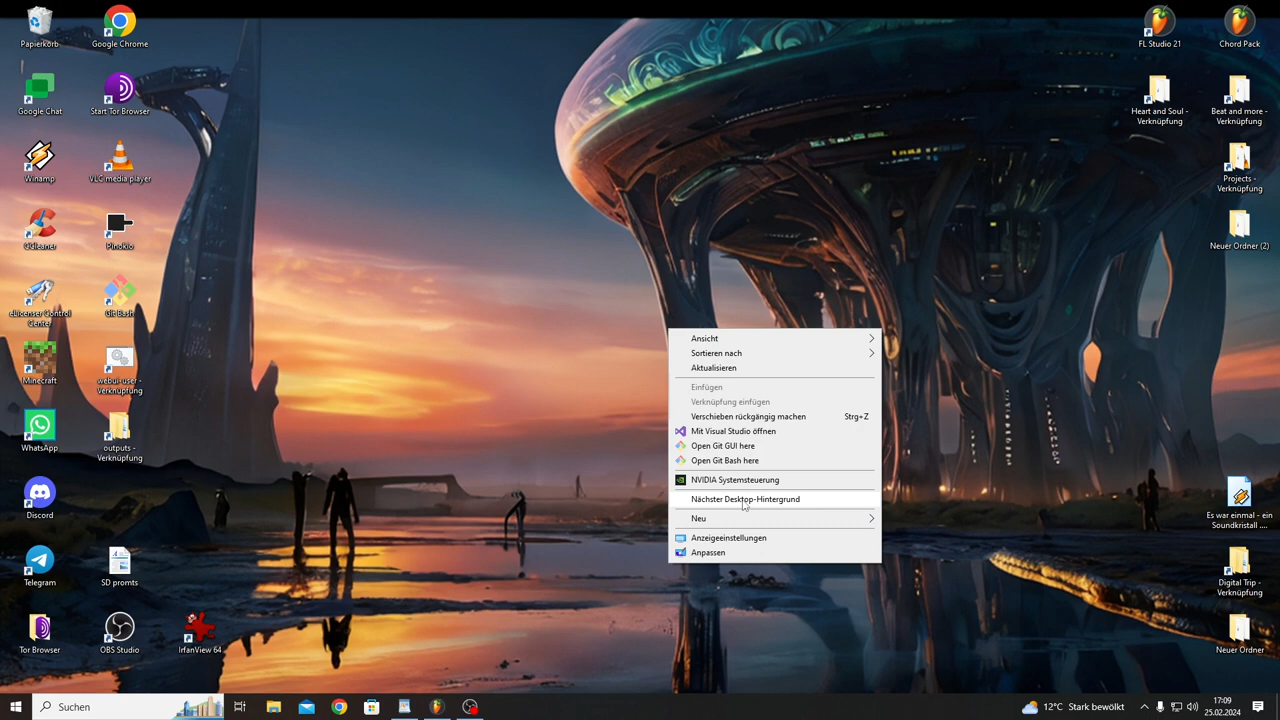 Papierkorb
Google Chrome
Google Chat
Start Tor Browser
Winamp
VLC media player
CCleaner
Pinokio
eLicenser Control
Center
Git Bash
Minecraft
webui-user -
Verknüpfung
WhatsApp
outputs -
Verknüpfung
Discord
Telegram
SD promts
Tor Browser
OBS Studio
IrfanView 64
Ansicht
Sortieren nach
Aktualisieren
Einfügen
Verknüpfung einfügen
Verschieben rückgängig machen Strg+Z
Mit Visual Studio öffnen
Open Git GUI here
Open Git Bash here
NVIDIA Systemsteuerung
Nächster Desktop-Hintergrund
Neu
Anzeigeeinstellungen
Anpassen
FL Studio 21
Chord Pack
Heart and Soul -
Verknüpfung
Beat and more -
Verknüpfung
Projects -
Verknüpfung
Neuer Ordner (2)
Es war einmal - ein
Soundkristall ....
Digital Trip -
Verknüpfung
Neuer Ordner
Suchen
12°C Stark bewölkt
17:09
25.02.2024